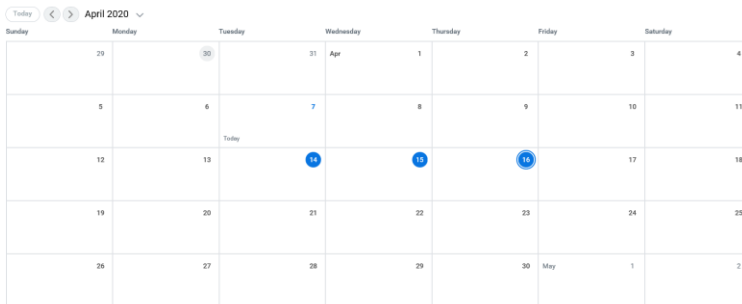 Today April 2020
Sunday Monday Tuesday Wednesday Thursday Friday Saturday
29 30 31 Apr 1 2 3 4
5 6 7 8 9 10 11
Today
12 13 14 15 16 17 18
19 20 21 22 23 24 25
26 27 28 29 30 May 1 2